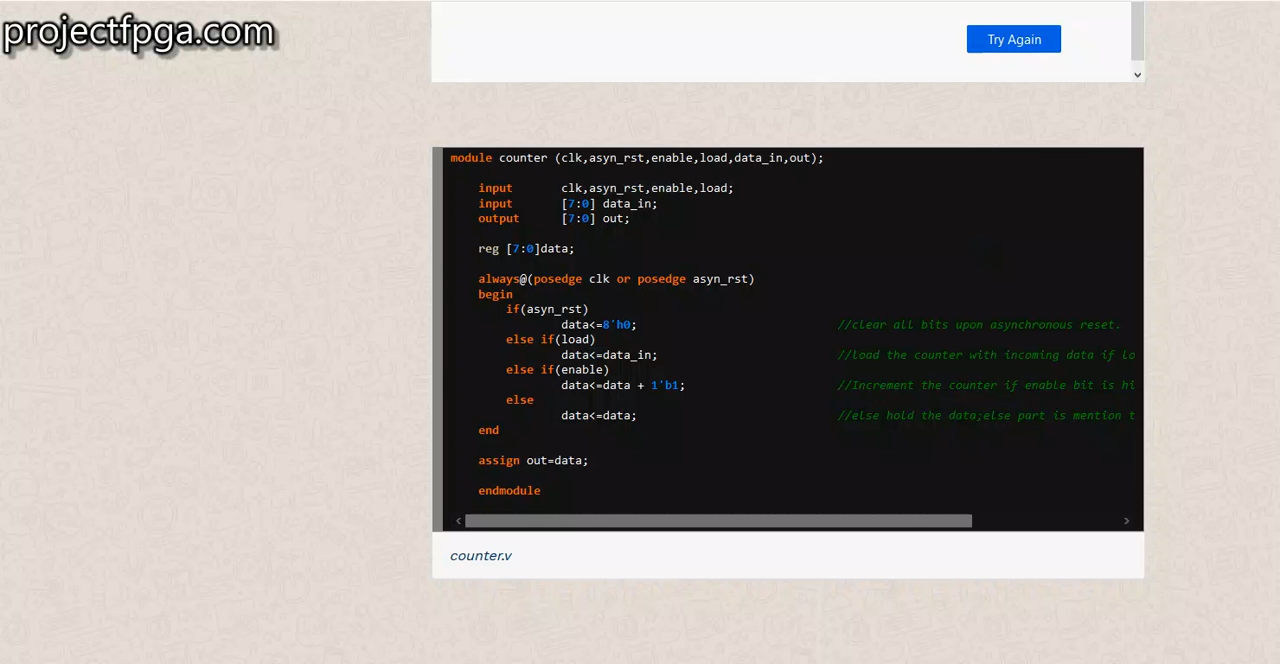 projectfpga.com
Try Again
module counter (clk,asyn_rst,enable,load,data_in,out);
input clk,asyn_rst,enable,load;
input [7:0] data_in;
output [7:0] out;
reg [7:0]data;
always@(posedge clk or posedge asyn_rst)
begin
if(asyn_rst)
data<=8'h0; //clear all bits upon asynchronous reset.
else if(load)
data<=data_in; //load the counter with incoming data if lo
else if(enable)
data<=data + 1'b1; //Increment the counter if enable bit is hi
else
data<=data; //else hold the data;else part is mention t
end
assign out=data;
endmodule
counter.v